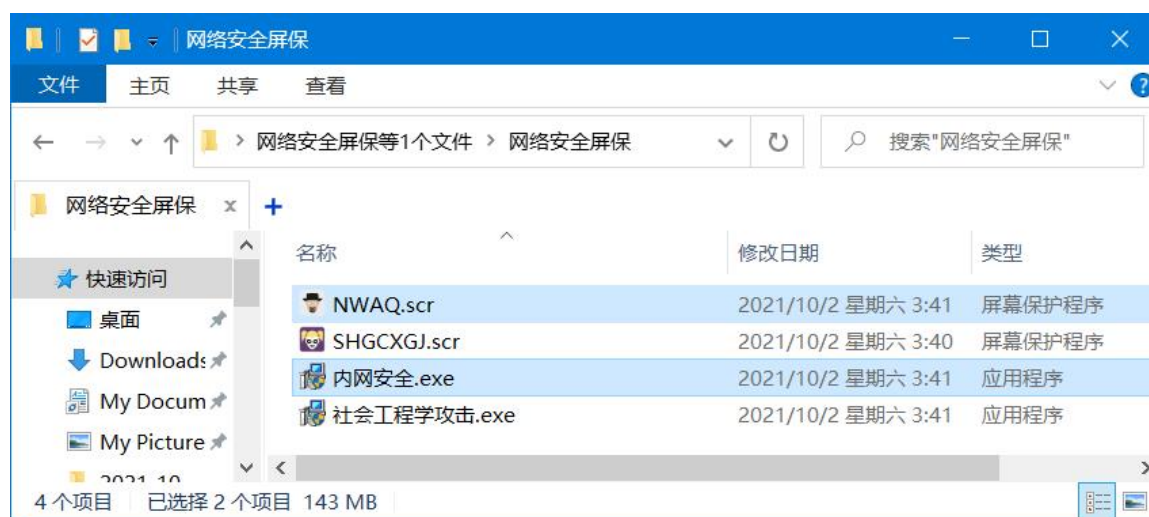 网络安全屏保
文件 主页 共享 查看
网络安全屏保等1个文件 > 网络安全屏保 搜索"网络安全屏保"
网络安全屏保 x +
名称 修改日期 类型
快速访问
NWAQ.scr 2021/10/2 星期六 3:41 屏幕保护程序
桌面
SHGCXGJ.scr 2021/10/2 星期六 3:40 屏幕保护程序
Downloads
内网安全.exe 2021/10/2 星期六 3:41 应用程序
My Docum
社会工程学攻击.exe 2021/10/2 星期六 3:41 应用程序
My Picture
4 个项目 已选择 2 个项目 143 MB